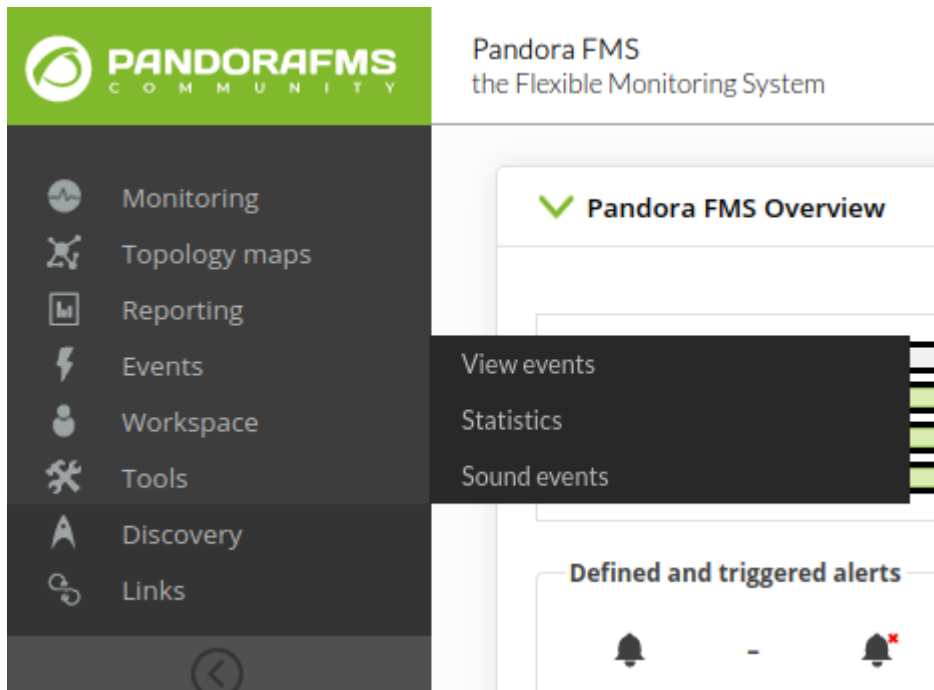 PANDORAFMS
COMMUNITY
Pandora FMS
the Flexible Monitoring System
Monitoring
Topology maps
Reporting
Events
Workspace
Tools
Discovery
Links
View events
Statistics
Sound events
Pandora FMS Overview
Defined and triggered alerts
-